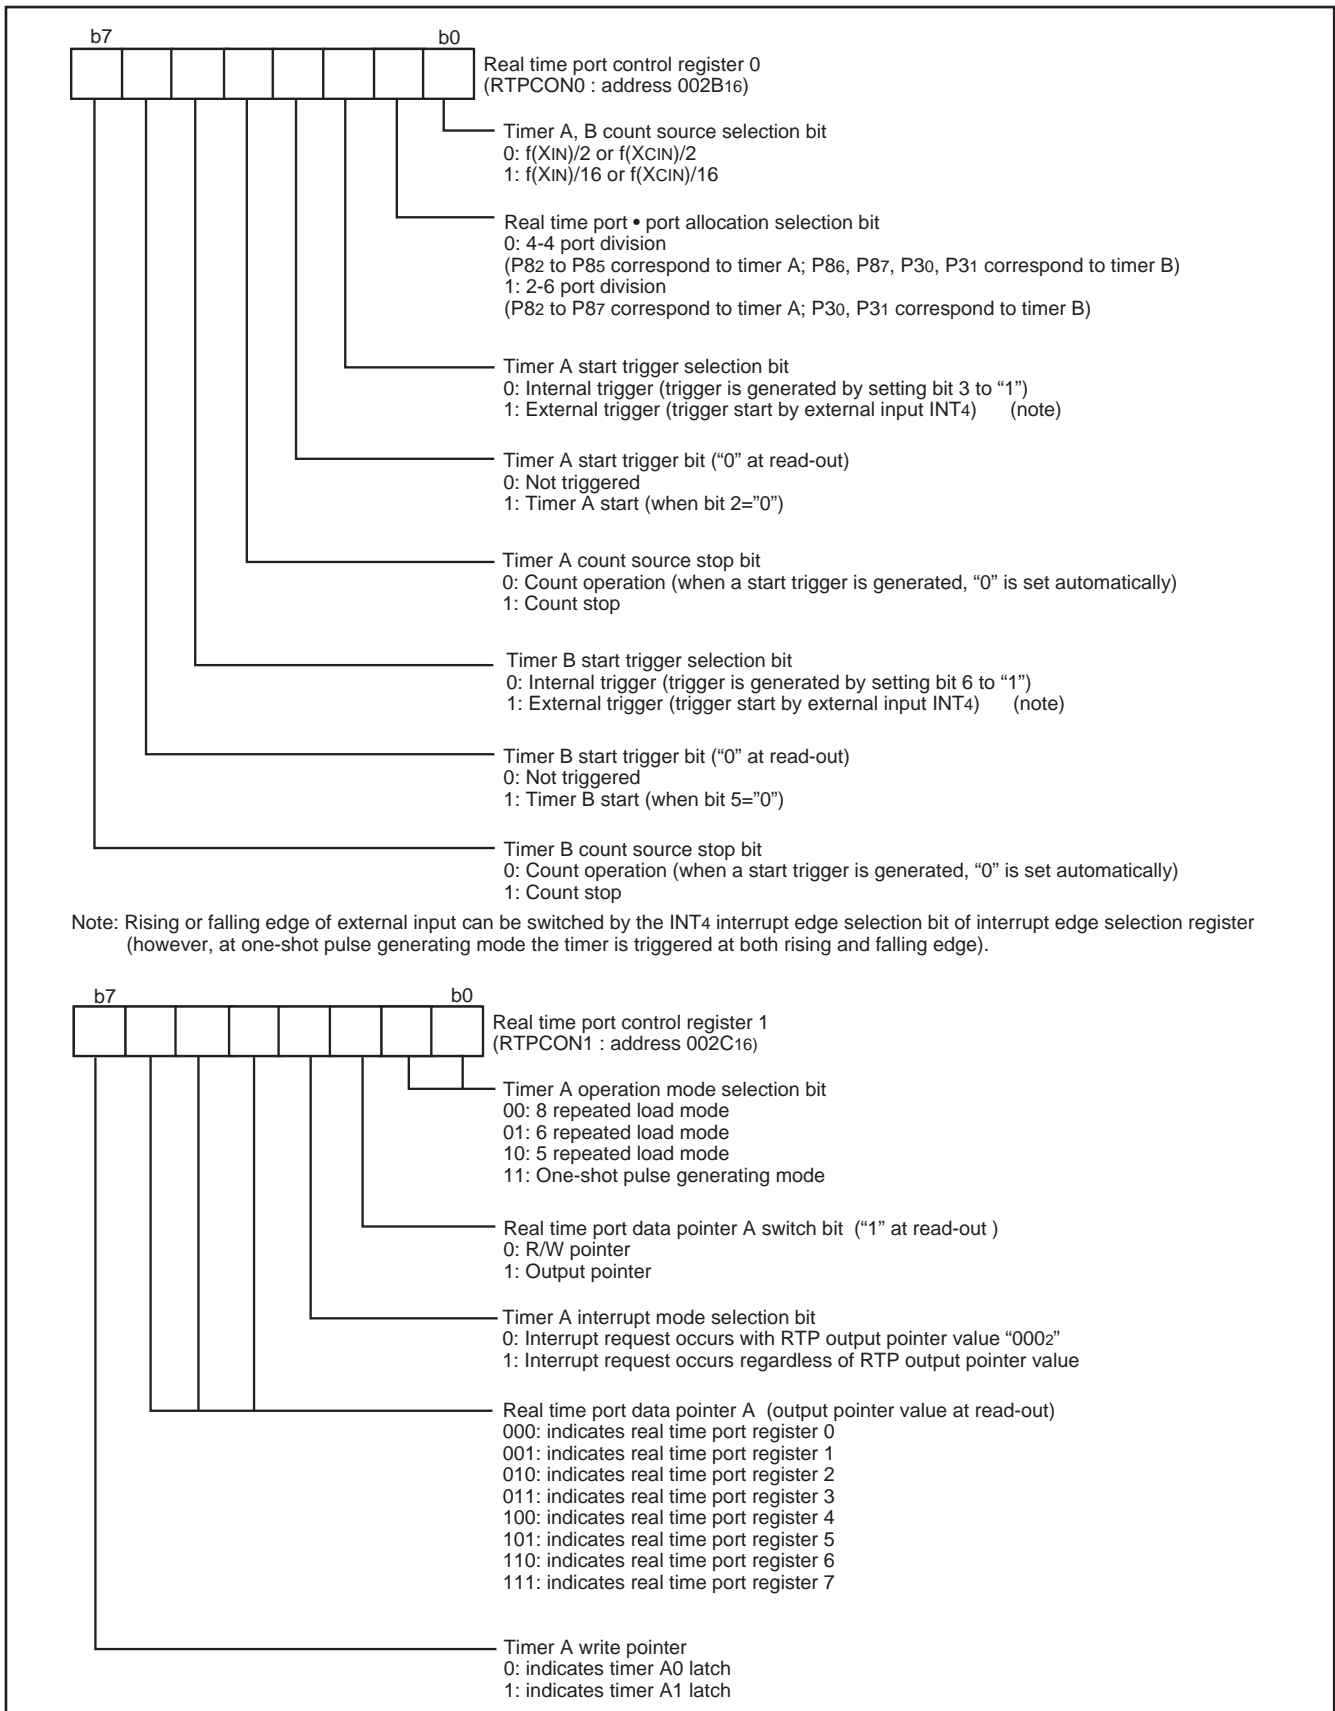 b7 b0
Real time port control register 0
(RTPCON0 : address 002B16)
Timer A, B count source selection bit
0: f(XIN)/2 or f(XCIN)/2
1: f(XIN)/16 or f(XCIN)/16
Real time port • port allocation selection bit
0: 4-4 port division
(P82 to P85 correspond to timer A; P86, P87, P30, P31 correspond to timer B)
1: 2-6 port division
(P82 to P87 correspond to timer A; P30, P31 correspond to timer B)
Timer A start trigger selection bit
0: Internal trigger (trigger is generated by setting bit 3 to “1”)
1: External trigger (trigger start by external input INT4) (note)
Timer A start trigger bit (“0” at read-out)
0: Not triggered
1: Timer A start (when bit 2=”0”)
Timer A count source stop bit
0: Count operation (when a start trigger is generated, “0” is set automatically)
1: Count stop
Timer B start trigger selection bit
0: Internal trigger (trigger is generated by setting bit 6 to “1”)
1: External trigger (trigger start by external input INT4) (note)
Timer B start trigger bit (“0” at read-out)
0: Not triggered
1: Timer B start (when bit 5=”0”)
Timer B count source stop bit
0: Count operation (when a start trigger is generated, “0” is set automatically)
1: Count stop
Note: Rising or falling edge of external input can be switched by the INT4 interrupt edge selection bit of interrupt edge selection register
(however, at one-shot pulse generating mode the timer is triggered at both rising and falling edge).
b7 b0
Real time port control register 1
(RTPCON1 : address 002C16)
Timer A operation mode selection bit
00: 8 repeated load mode
01: 6 repeated load mode
10: 5 repeated load mode
11: One-shot pulse generating mode
Real time port data pointer A switch bit (“1” at read-out )
0: R/W pointer
1: Output pointer
Timer A interrupt mode selection bit
0: Interrupt request occurs with RTP output pointer value “0002”
1: Interrupt request occurs regardless of RTP output pointer value
Real time port data pointer A (output pointer value at read-out)
000: indicates real time port register 0
001: indicates real time port register 1
010: indicates real time port register 2
011: indicates real time port register 3
100: indicates real time port register 4
101: indicates real time port register 5
110: indicates real time port register 6
111: indicates real time port register 7
Timer A write pointer
0: indicates timer A0 latch
1: indicates timer A1 latch